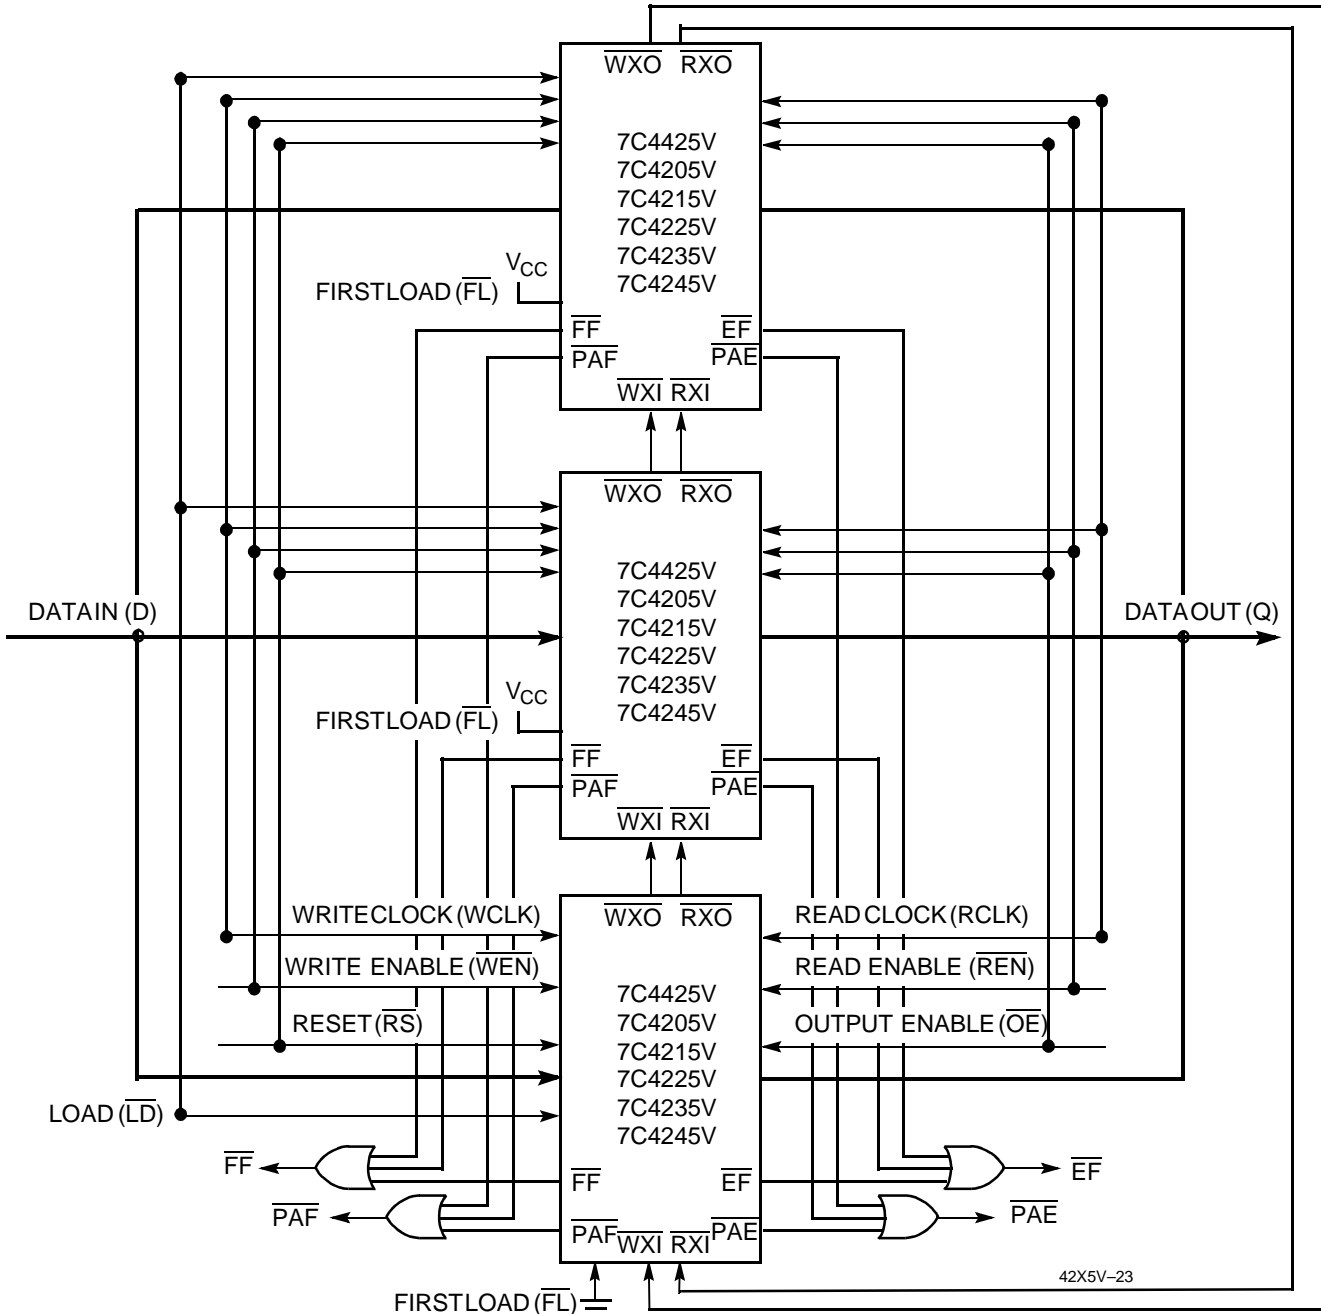 WXO RXO
7C4425V
7C4205V
7C4215V
7C4225V
7C4235V
7C4245V
VCC
FIRSTLOAD (FL)
FF EF
PAF PAE
WXI RXI
WXO RXO
7C4425V
7C4205V
7C4215V
7C4225V
7C4235V
7C4245V
DATAIN (D) DATAOUT (Q)
VCC
FIRSTLOAD (FL)
FF EF
PAF PAE
WXI RXI
WXO RXO
WRITECLOCK (WCLK) READ CLOCK (RCLK)
WRITE ENABLE (WEN) READ ENABLE (REN)
RESET (RS) OUTPUT ENABLE (OE)
7C4425V
7C4205V
7C4215V
7C4225V
7C4235V
7C4245V
LOAD (LD)
FF FF EF EF
PAF PAF WXI RXI PAE PAE
42X5V–23
FIRSTLOAD (FL)